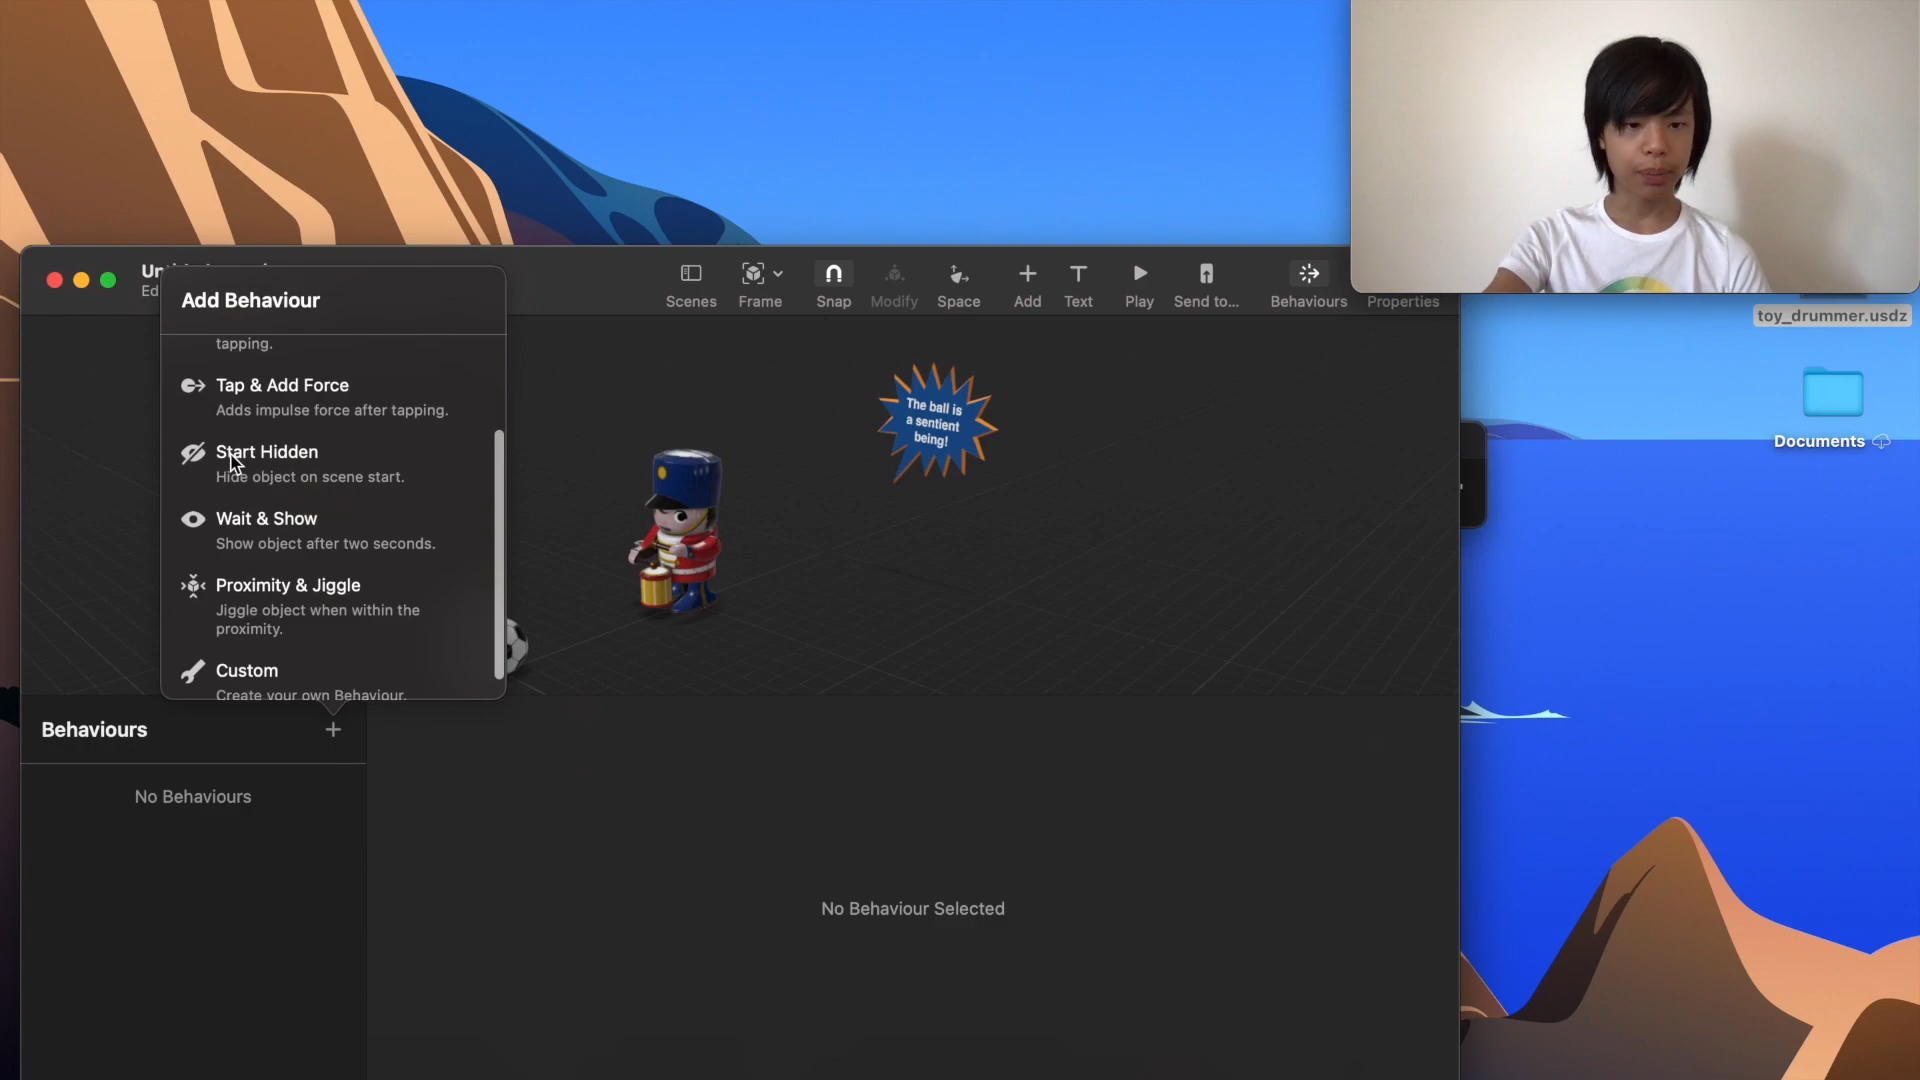 Un
Ed
Scenes
Frame
Snap
Modify
Space
Add
Text
Play
Send to...
Behaviours
Properties
Add Behaviour
tapping.
Tap & Add Force
Adds impulse force after tapping.
Start Hidden
Hide object on scene start.
Wait & Show
Show object after two seconds.
Proximity & Jiggle
Jiggle object when within the
proximity.
Custom
Create your own Behaviour.
The ball is
a sentient
being!
Behaviours
No Behaviours
No Behaviour Selected
toy_drummer.usdz
Documents